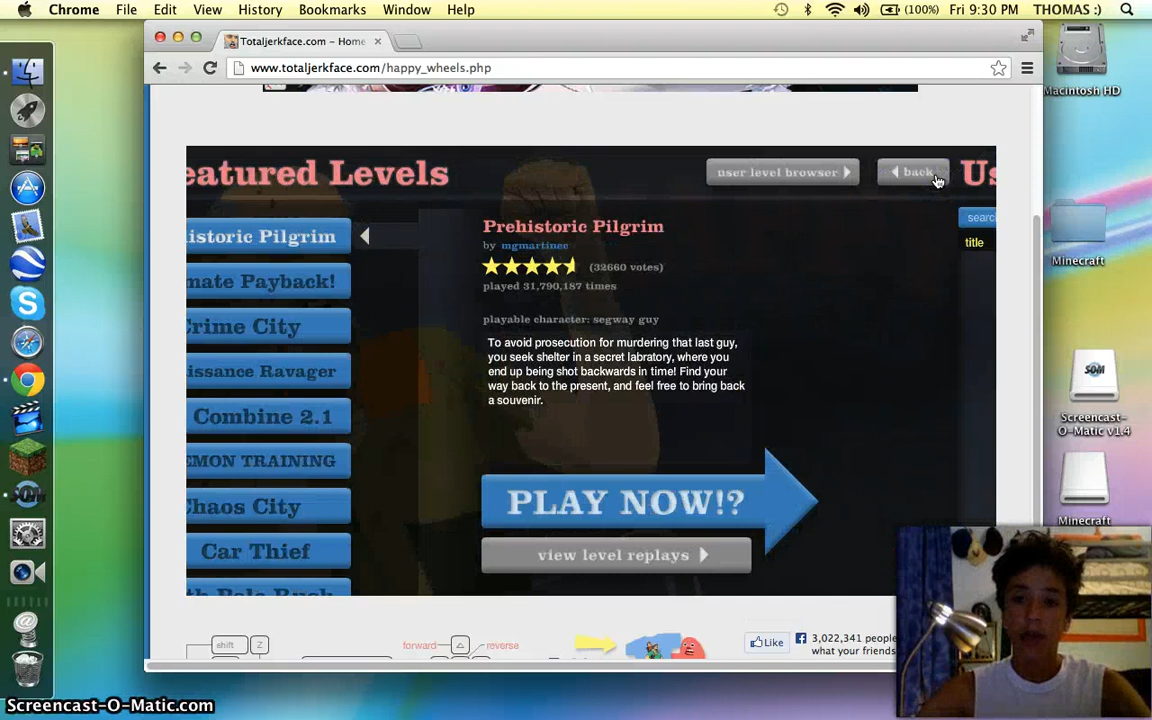 Chrome File Edit View History Bookmarks Window Help (100%) Fri 9:30 PM THOMAS :)
Totaljerkface.com - Home
www.totaljerkface.com/happy_wheels.php
Macintosh HD
eatured Levels
user level browser
back
Us
search
title
istoric Pilgrim
mate Payback!
Crime City
issance Ravager
Combine 2.1
EMON TRAINING
Chaos City
Car Thief
Prehistoric Pilgrim
by mgmartinez
(32660 votes)
played 31,790,187 times
playable character: segway guy
To avoid prosecution for murdering that last guy,
you seek shelter in a secret labratory, where you
end up being shot backwards in time! Find your
way back to the present, and feel free to bring back
a souvenir.
PLAY NOW!?
view level replays
Minecraft
SOM
Screencast-
O-Matic v1.4
Minecraft
SOM
shift Z
forward reverse
Like
3,022,341 people
what your friends
Screencast-O-Matic.com